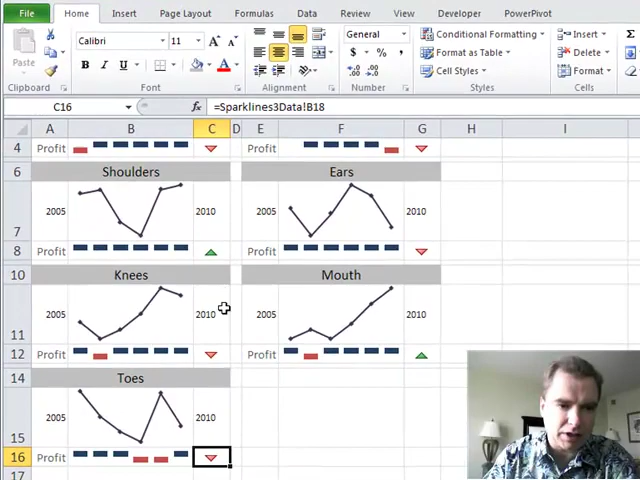 File Home Insert Page Layout Formulas Data Review View Developer PowerPivot
Calibri 11 General Conditional Formatting Insert Σ
Paste $ % , Format as Table Delete
B I U A Cell Styles Format
Clipboard Font Alignment Number Styles Cells
C16 fx =Sparklines3Data!B18
A B C D E F G H I
4 Profit Profit
6 Shoulders Ears
7 2005 2010 2005 2010
8 Profit Profit
10 Knees Mouth
11 2005 2010 2005 2010
12 Profit Profit
14 Toes
15 2005 2010
16 Profit
17